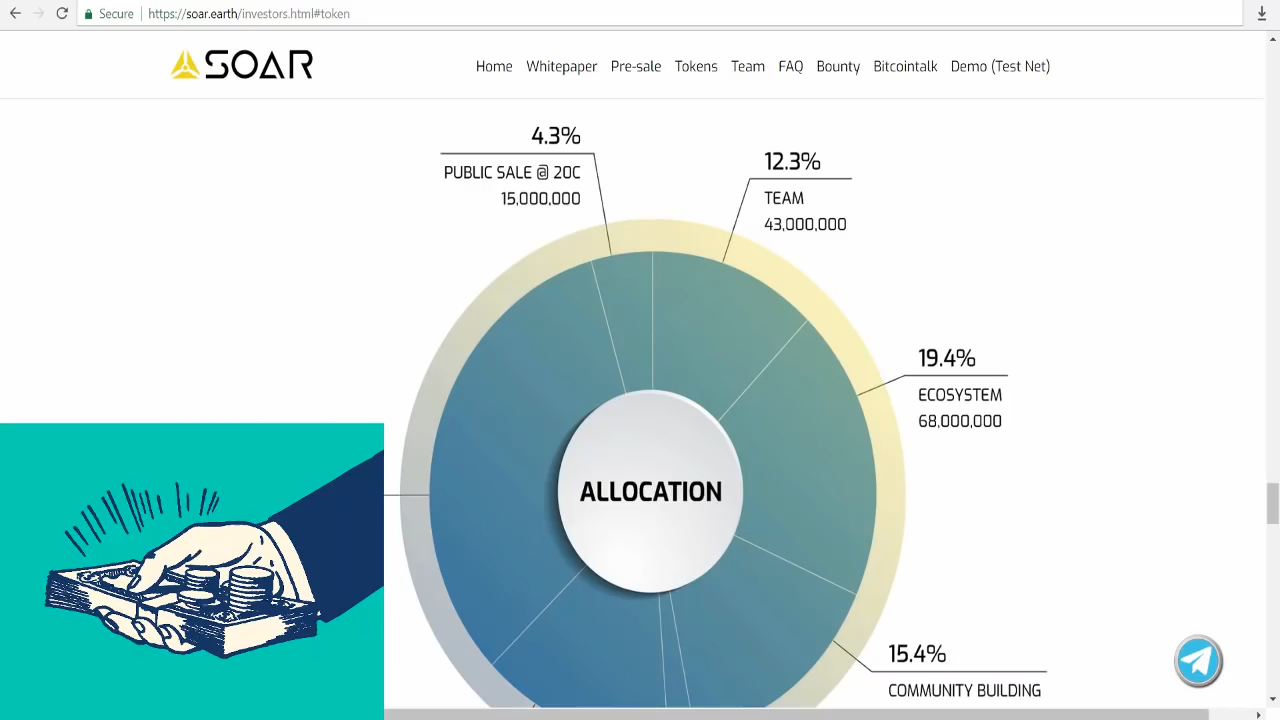 Secure
https://soar.earth/investors.html#token
SOAR
Home Whitepaper Pre-sale Tokens Team FAQ Bounty Bitcointalk Demo (Test Net)
4.3%
PUBLIC SALE @ 20C
15,000,000
12.3%
TEAM
43,000,000
19.4%
ECOSYSTEM
68,000,000
ALLOCATION
15.4%
COMMUNITY BUILDING